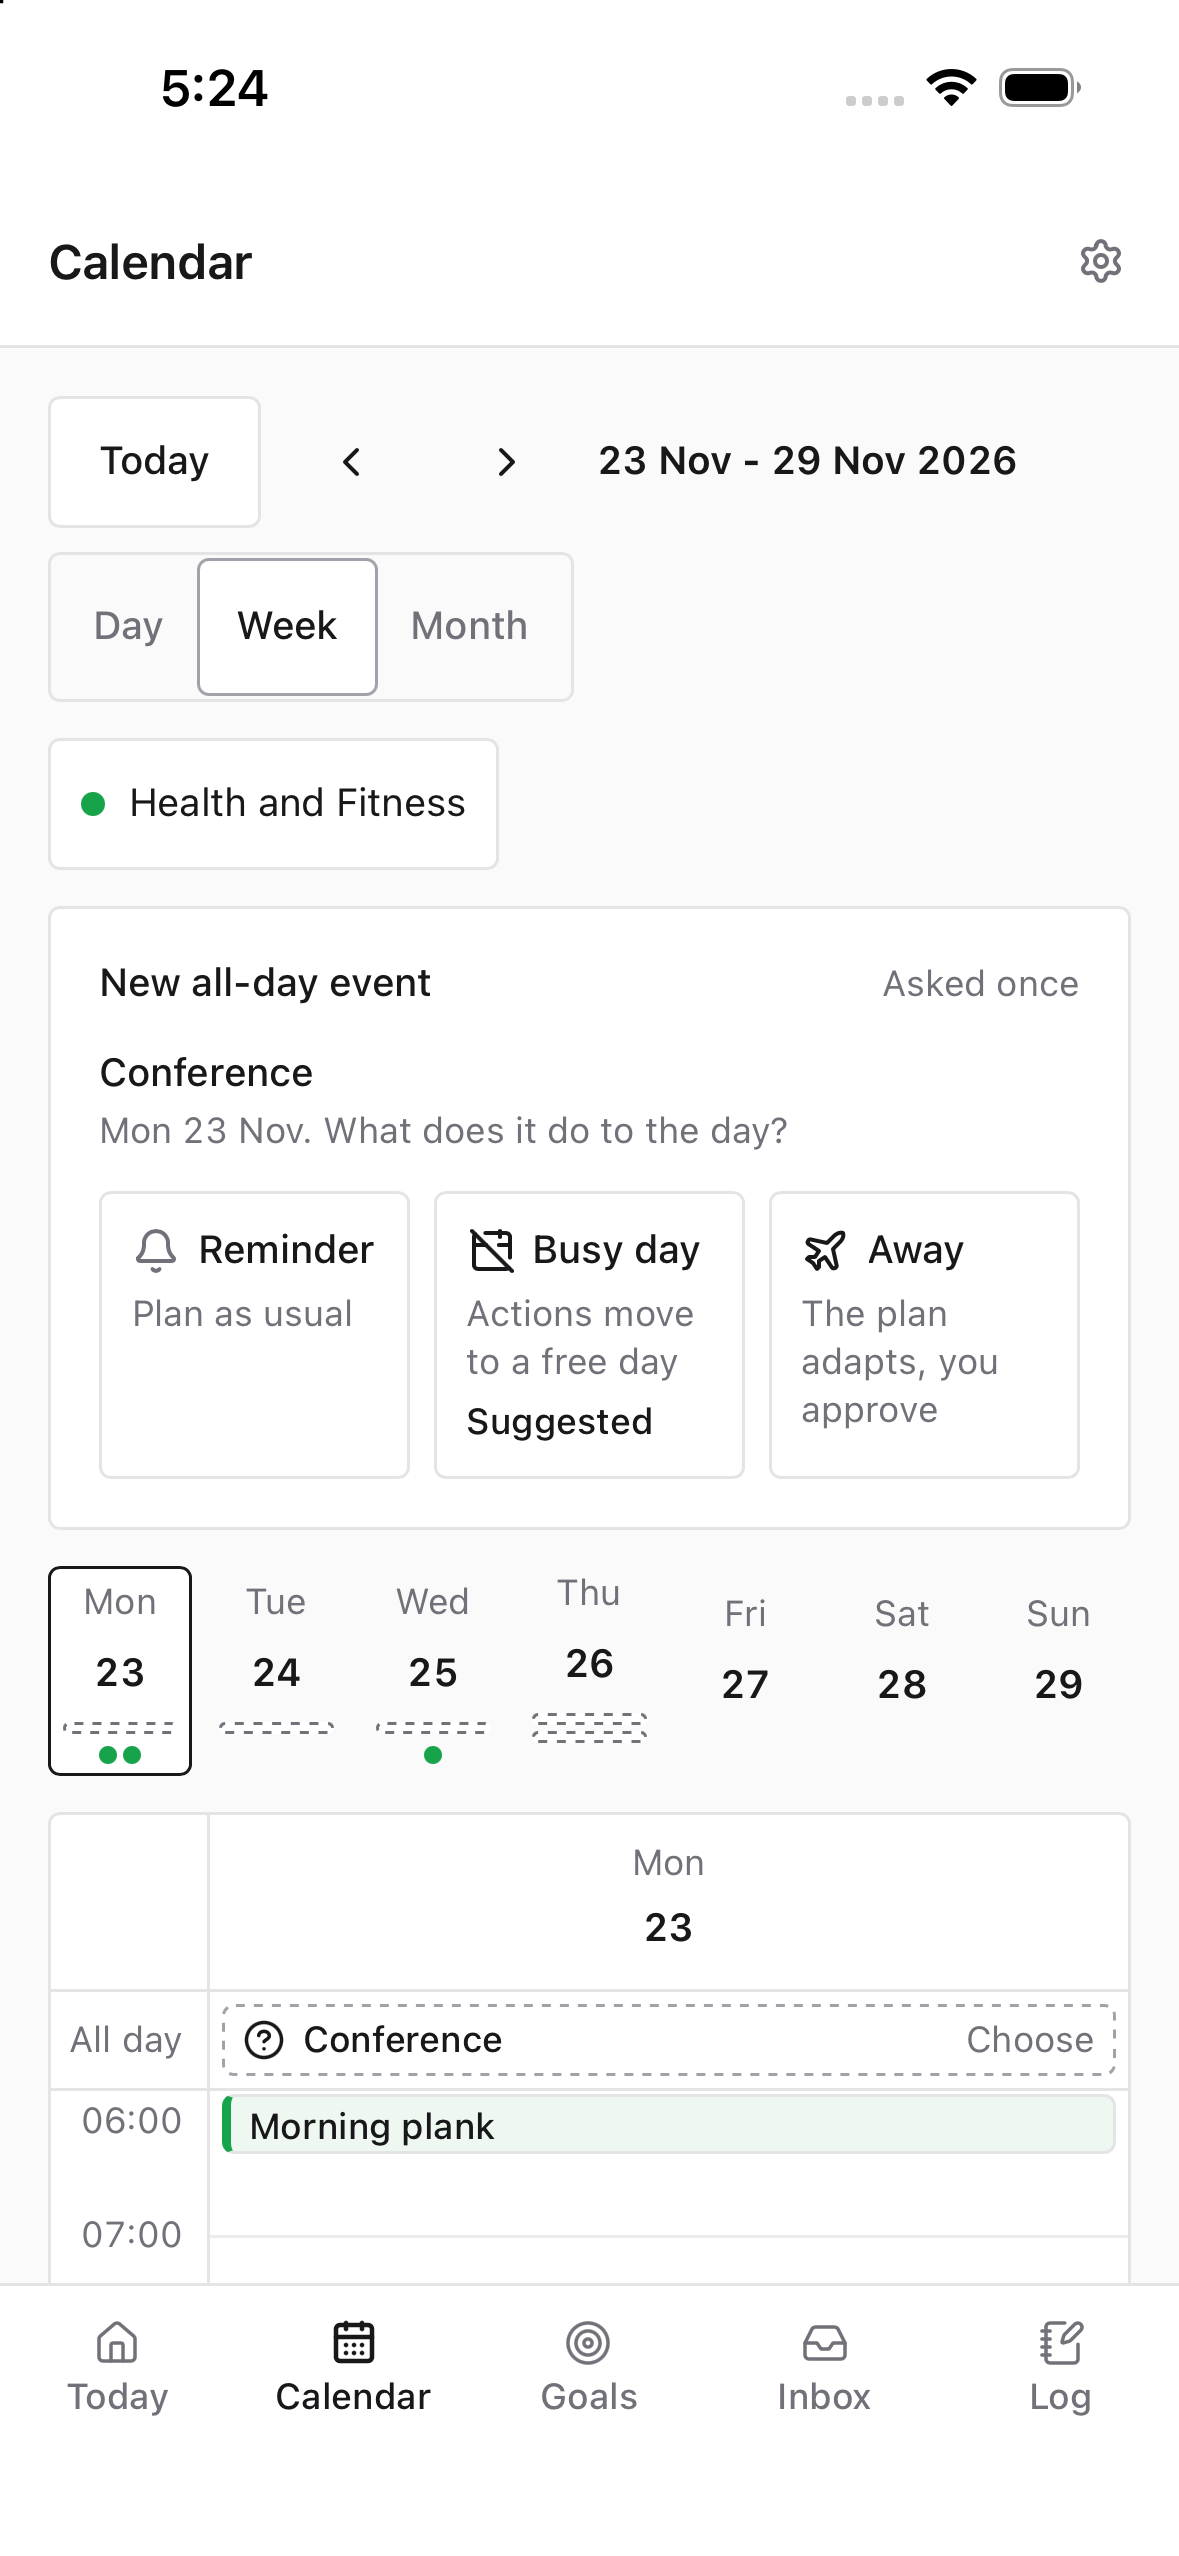 5:24
Calendar
Today
23 Nov - 29 Nov 2026
Day Week Month
Health and Fitness
New all-day event
Asked once
Conference
Mon 23 Nov. What does it do to the day?
Reminder
Plan as usual
Busy day
Actions move
to a free day
Suggested
Away
The plan
adapts, you
approve
Mon Tue Wed Thu Fri Sat Sun
23 24 25 26 27 28 29
Mon
23
All day
Conference
Choose
06:00
Morning plank
07:00
Today Calendar Goals Inbox Log